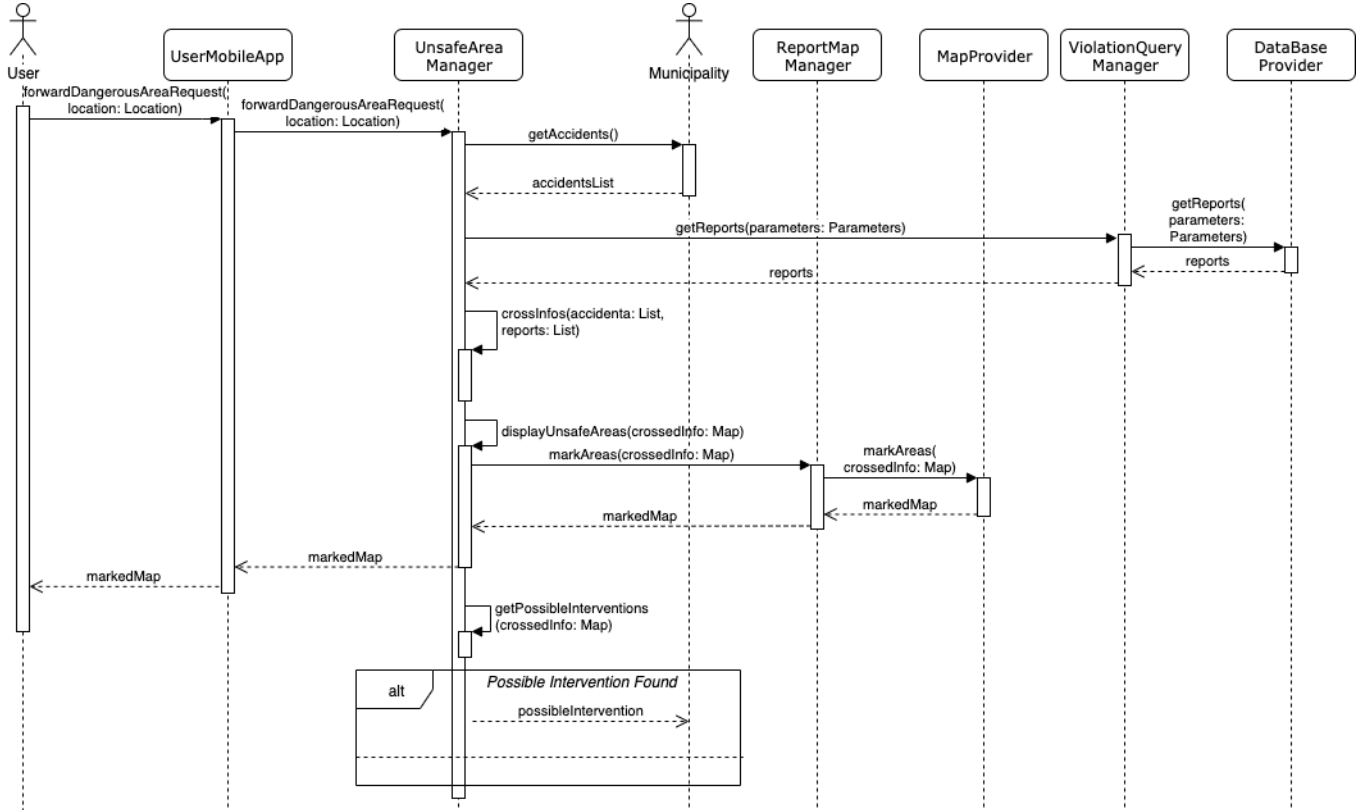 User
UserMobileApp
UnsafeArea
Manager
Municipality
ReportMap
Manager
MapProvider
ViolationQuery
Manager
DataBase
Provider
forwardDangerousAreaRequest(
location: Location)
forwardDangerousAreaRequest(
location: Location)
getAccidents()
accidentsList
getReports(parameters: Parameters)
getReports(
parameters:
Parameters)
reports
reports
crossInfos(accidenta: List,
reports: List)
displayUnsafeAreas(crossedInfo: Map)
markAreas(crossedInfo: Map)
markAreas(
crossedInfo: Map)
markedMap
markedMap
markedMap
markedMap
getPossibleInterventions
(crossedInfo: Map)
alt
Possible Intervention Found
possibleIntervention